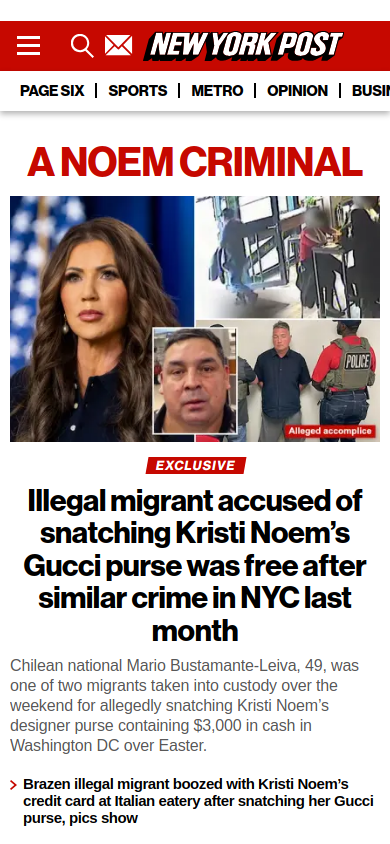 NEW YORK POST
PAGE SIX | SPORTS | METRO | OPINION | BUSI
A NOEM CRIMINAL
POLICE
Alleged accomplice
EXCLUSIVE
Illegal migrant accused of
snatching Kristi Noem’s
Gucci purse was free after
similar crime in NYC last
month
Chilean national Mario Bustamante-Leiva, 49, was
one of two migrants taken into custody over the
weekend for allegedly snatching Kristi Noem’s
designer purse containing $3,000 in cash in
Washington DC over Easter.
Brazen illegal migrant boozed with Kristi Noem’s
credit card at Italian eatery after snatching her Gucci
purse, pics show